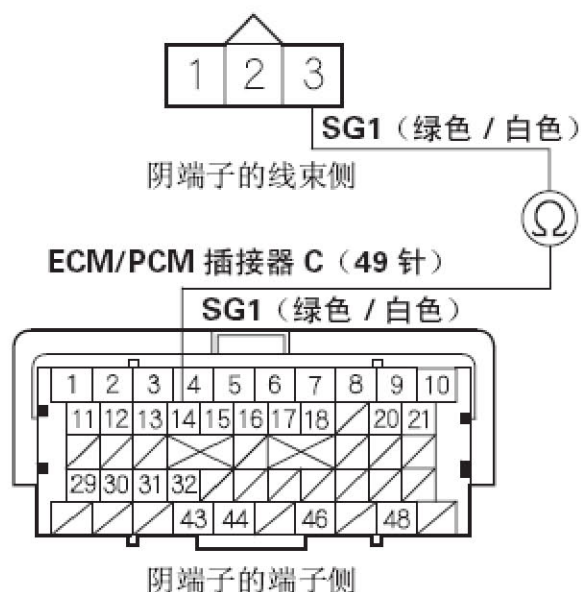 1 2 3
SG1（绿色 / 白色）
阴端子的线束侧
Ω
ECM/PCM 插接器 C（49 针）
SG1（绿色 / 白色）
1 2 3 4 5 6 7 8 9 10
11 12 13 14 15 16 17 18 20 21
29 30 31 32
43 44 46 48
阴端子的端子侧